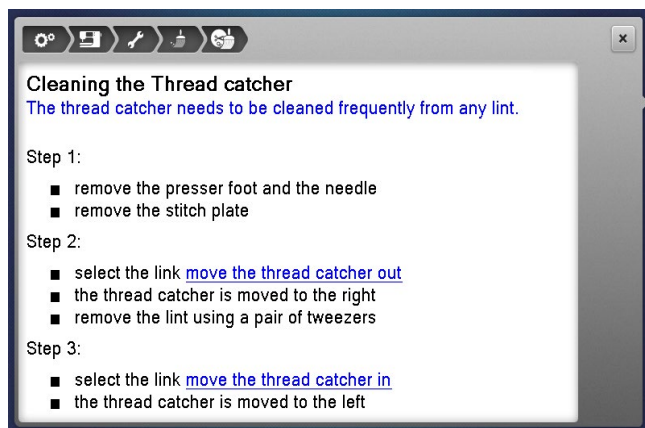 Cleaning the Thread catcher
The thread catcher needs to be cleaned frequently from any lint.
Step 1:
■ remove the presser foot and the needle
■ remove the stitch plate
Step 2:
■ select the link move the thread catcher out
■ the thread catcher is moved to the right
■ remove the lint using a pair of tweezers
Step 3:
■ select the link move the thread catcher in
■ the thread catcher is moved to the left